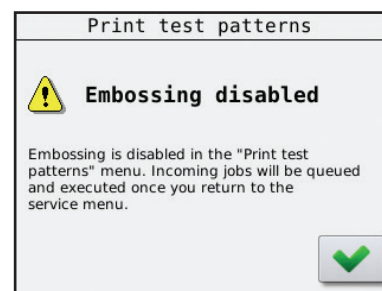 Print test patterns
Embossing disabled
Embossing is disabled in the "Print test
patterns" menu. Incoming jobs will be queued
and executed once you return to the
service menu.